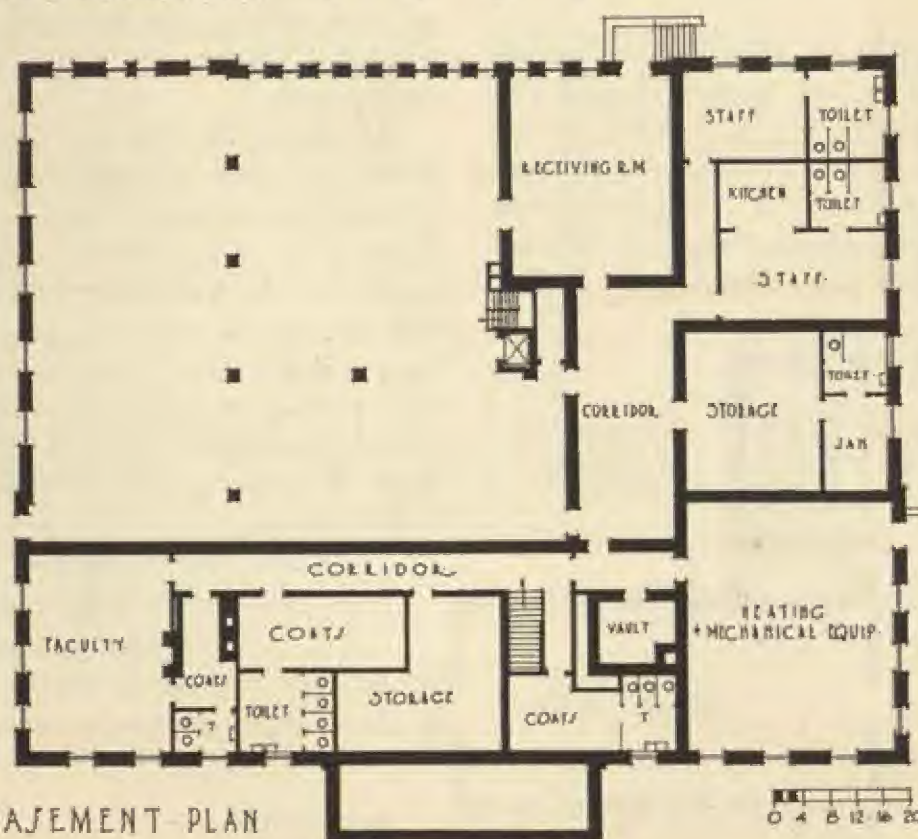 STAFF
TOILET
RECEIVING RM
KITCHEN
TOILET
STAFF
TOILET
CORRIDOR
STORAGE
JAN
CORRIDOR
HEATING
+ MECHANICAL EQUIP.
COATS
VAULT
FACULTY
COATS
STORAGE
TOILET
COATS
T
T
ASEMENT PLAN
0 4 8 12 16 20